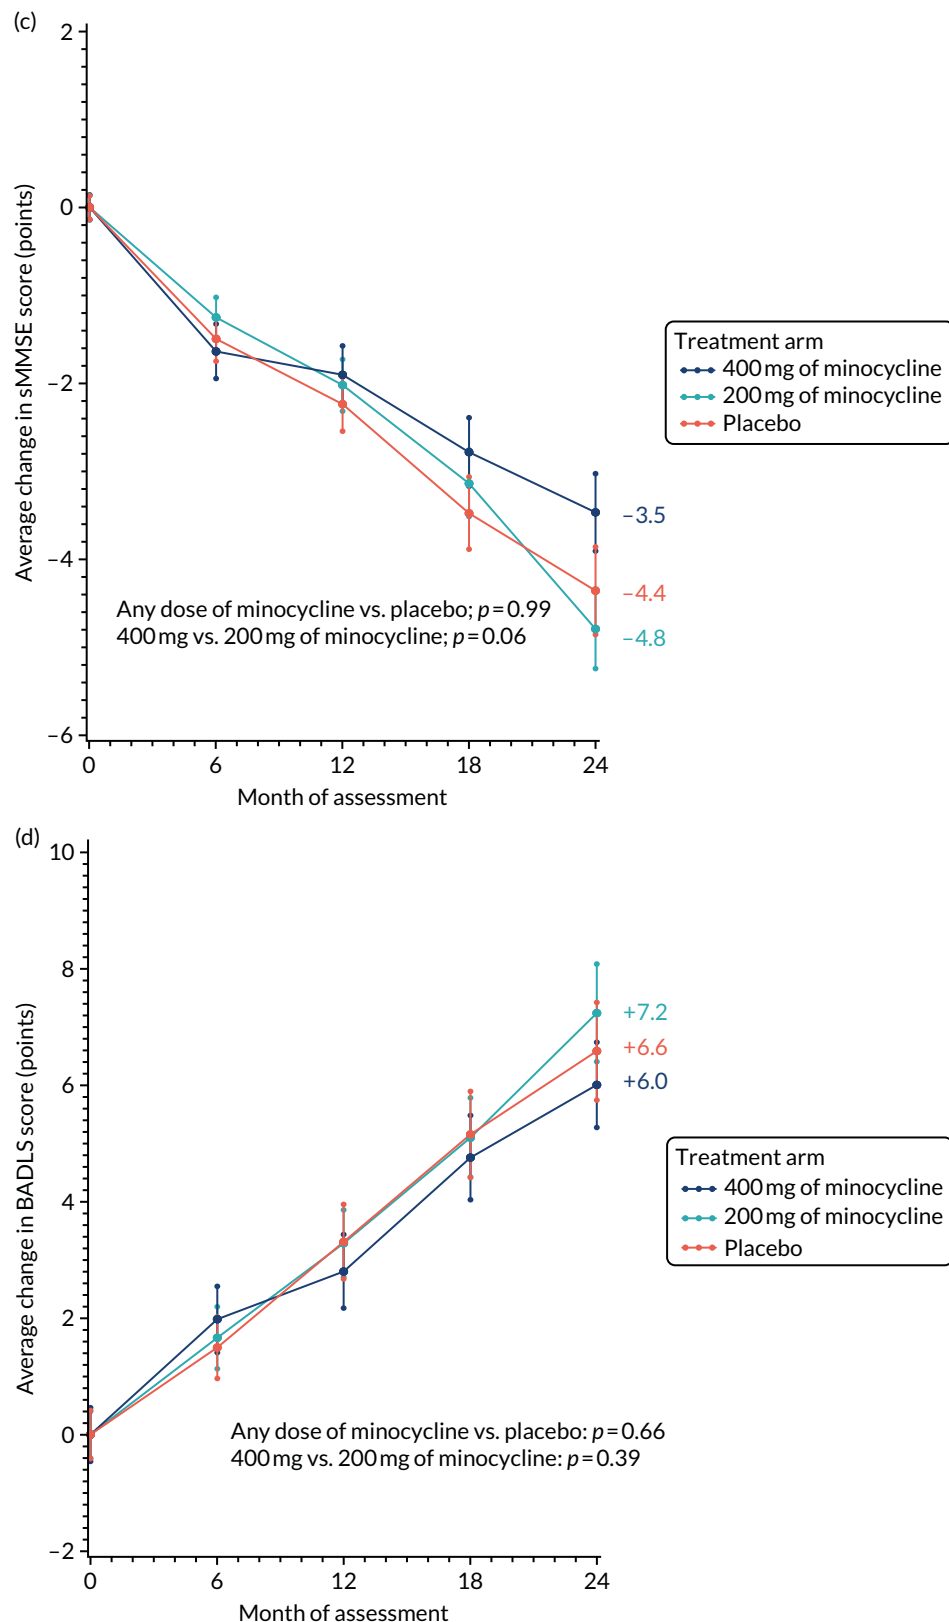 (c)
2
0
−2
−4
−6
Average change in sMMSE score (points)
Treatment arm
400 mg of minocycline
200 mg of minocycline
Placebo
−3.5
−4.4
−4.8
Any dose of minocycline vs. placebo; p = 0.99
400 mg vs. 200 mg of minocycline; p = 0.06
0 6 12 18 24
Month of assessment
(d)
10
8
6
4
2
0
−2
Average change in BADLS score (points)
+7.2
+6.6
+6.0
Treatment arm
400 mg of minocycline
200 mg of minocycline
Placebo
Any dose of minocycline vs. placebo: p = 0.66
400 mg vs. 200 mg of minocycline: p = 0.39
0 6 12 18 24
Month of assessment